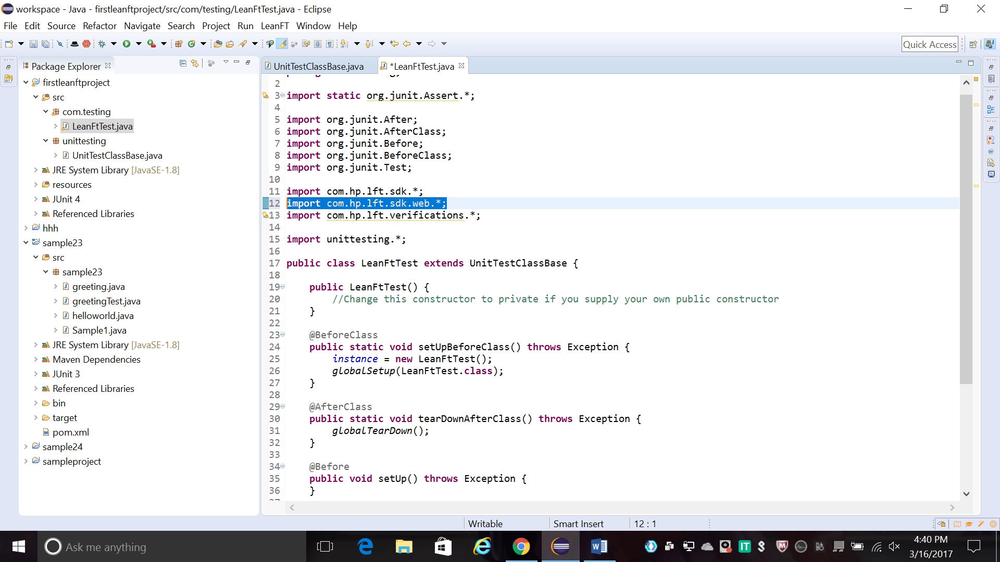 workspace - Java - firstleanftproject/src/com/testing/LeanFtTest.java - Eclipse
File Edit Source Refactor Navigate Search Project Run LeanFT Window Help
Quick Access
Package Explorer
firstleanftproject
src
com.testing
LeanFtTest.java
unittesting
UnitTestClassBase.java
JRE System Library [JavaSE-1.8]
resources
JUnit 4
Referenced Libraries
hhh
sample23
src
sample23
greeting.java
greetingTest.java
helloworld.java
Sample1.java
JRE System Library [JavaSE-1.8]
Maven Dependencies
JUnit 3
Referenced Libraries
bin
target
pom.xml
sample24
sampleproject
UnitTestClassBase.java *LeanFtTest.java
2
3 import static org.junit.Assert.*;
4
5 import org.junit.After;
6 import org.junit.AfterClass;
7 import org.junit.Before;
8 import org.junit.BeforeClass;
9 import org.junit.Test;
10
11 import com.hp.lft.sdk.*;
12 import com.hp.lft.sdk.web.*;
13 import com.hp.lft.verifications.*;
14
15 import unittesting.*;
16
17 public class LeanFtTest extends UnitTestClassBase {
18
19 public LeanFtTest() {
20 //Change this constructor to private if you supply your own public constructor
21 }
22
23 @BeforeClass
24 public static void setUpBeforeClass() throws Exception {
25 instance = new LeanFtTest();
26 globalSetup(LeanFtTest.class);
27 }
28
29 @AfterClass
30 public static void tearDownAfterClass() throws Exception {
31 globalTearDown();
32 }
33
34 @Before
35 public void setUp() throws Exception {
36 }
Writable Smart Insert 12 : 1
Ask me anything
4:40 PM
3/16/2017